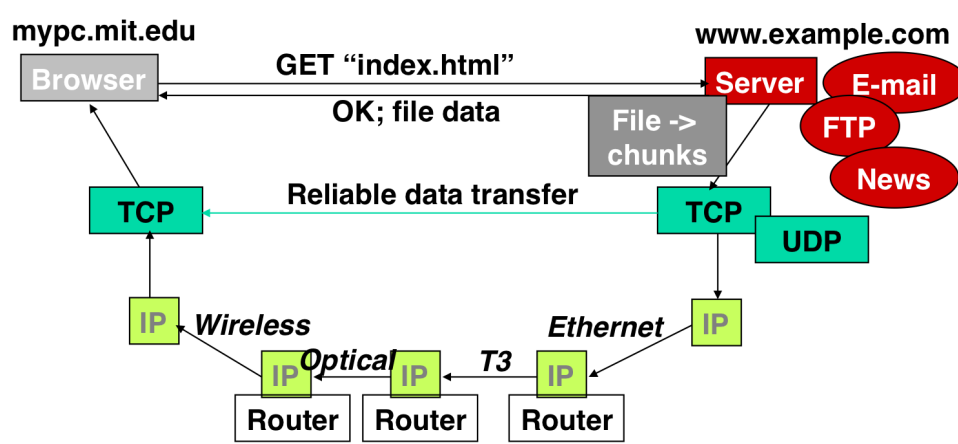 mypc.mit.edu
www.example.com
Browser
GET “index.html”
Server
E-mail
OK; file data
File ->
chunks
FTP
News
TCP
Reliable data transfer
TCP
UDP
IP
Wireless
Ethernet
IP
IP
Optical
IP
T3
IP
Router
Router
Router